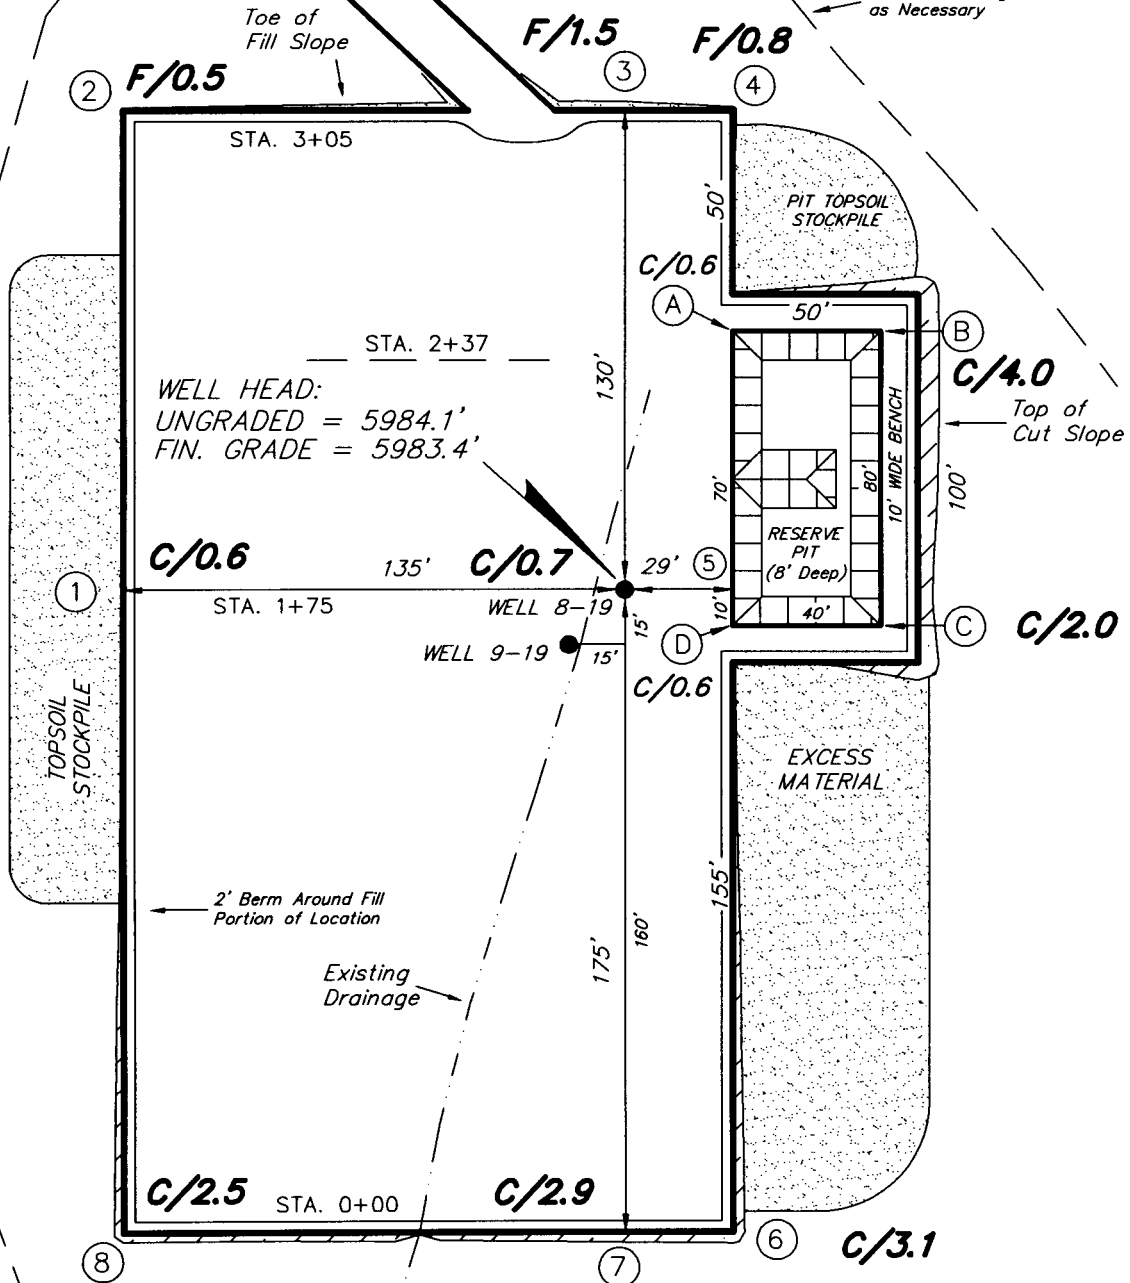 as Necessary
Toe of
Fill Slope
F/1.5
F/0.8
3
4
2
F/0.5
STA. 3+05
50'
PIT TOPSOIL
STOCKPILE
C/0.6
A
50'
B
STA. 2+37
130'
WELL HEAD:
UNGRADED = 5984.1'
FIN. GRADE = 5983.4'
C/4.0
Top of
Cut Slope
70'
80'
10' WIDE BENCH
100'
RESERVE
PIT
(8' Deep)
C/0.6
135'
C/0.7
29'
5
1
STA. 1+75
WELL 8-19
15'
10'
40'
D
C
C/2.0
WELL 9-19
15'
C/0.6
TOPSOIL
STOCKPILE
EXCESS
MATERIAL
2' Berm Around Fill
Portion of Location
155'
175'
160'
Existing
Drainage
C/2.5
STA. 0+00
C/2.9
8
7
6
C/3.1